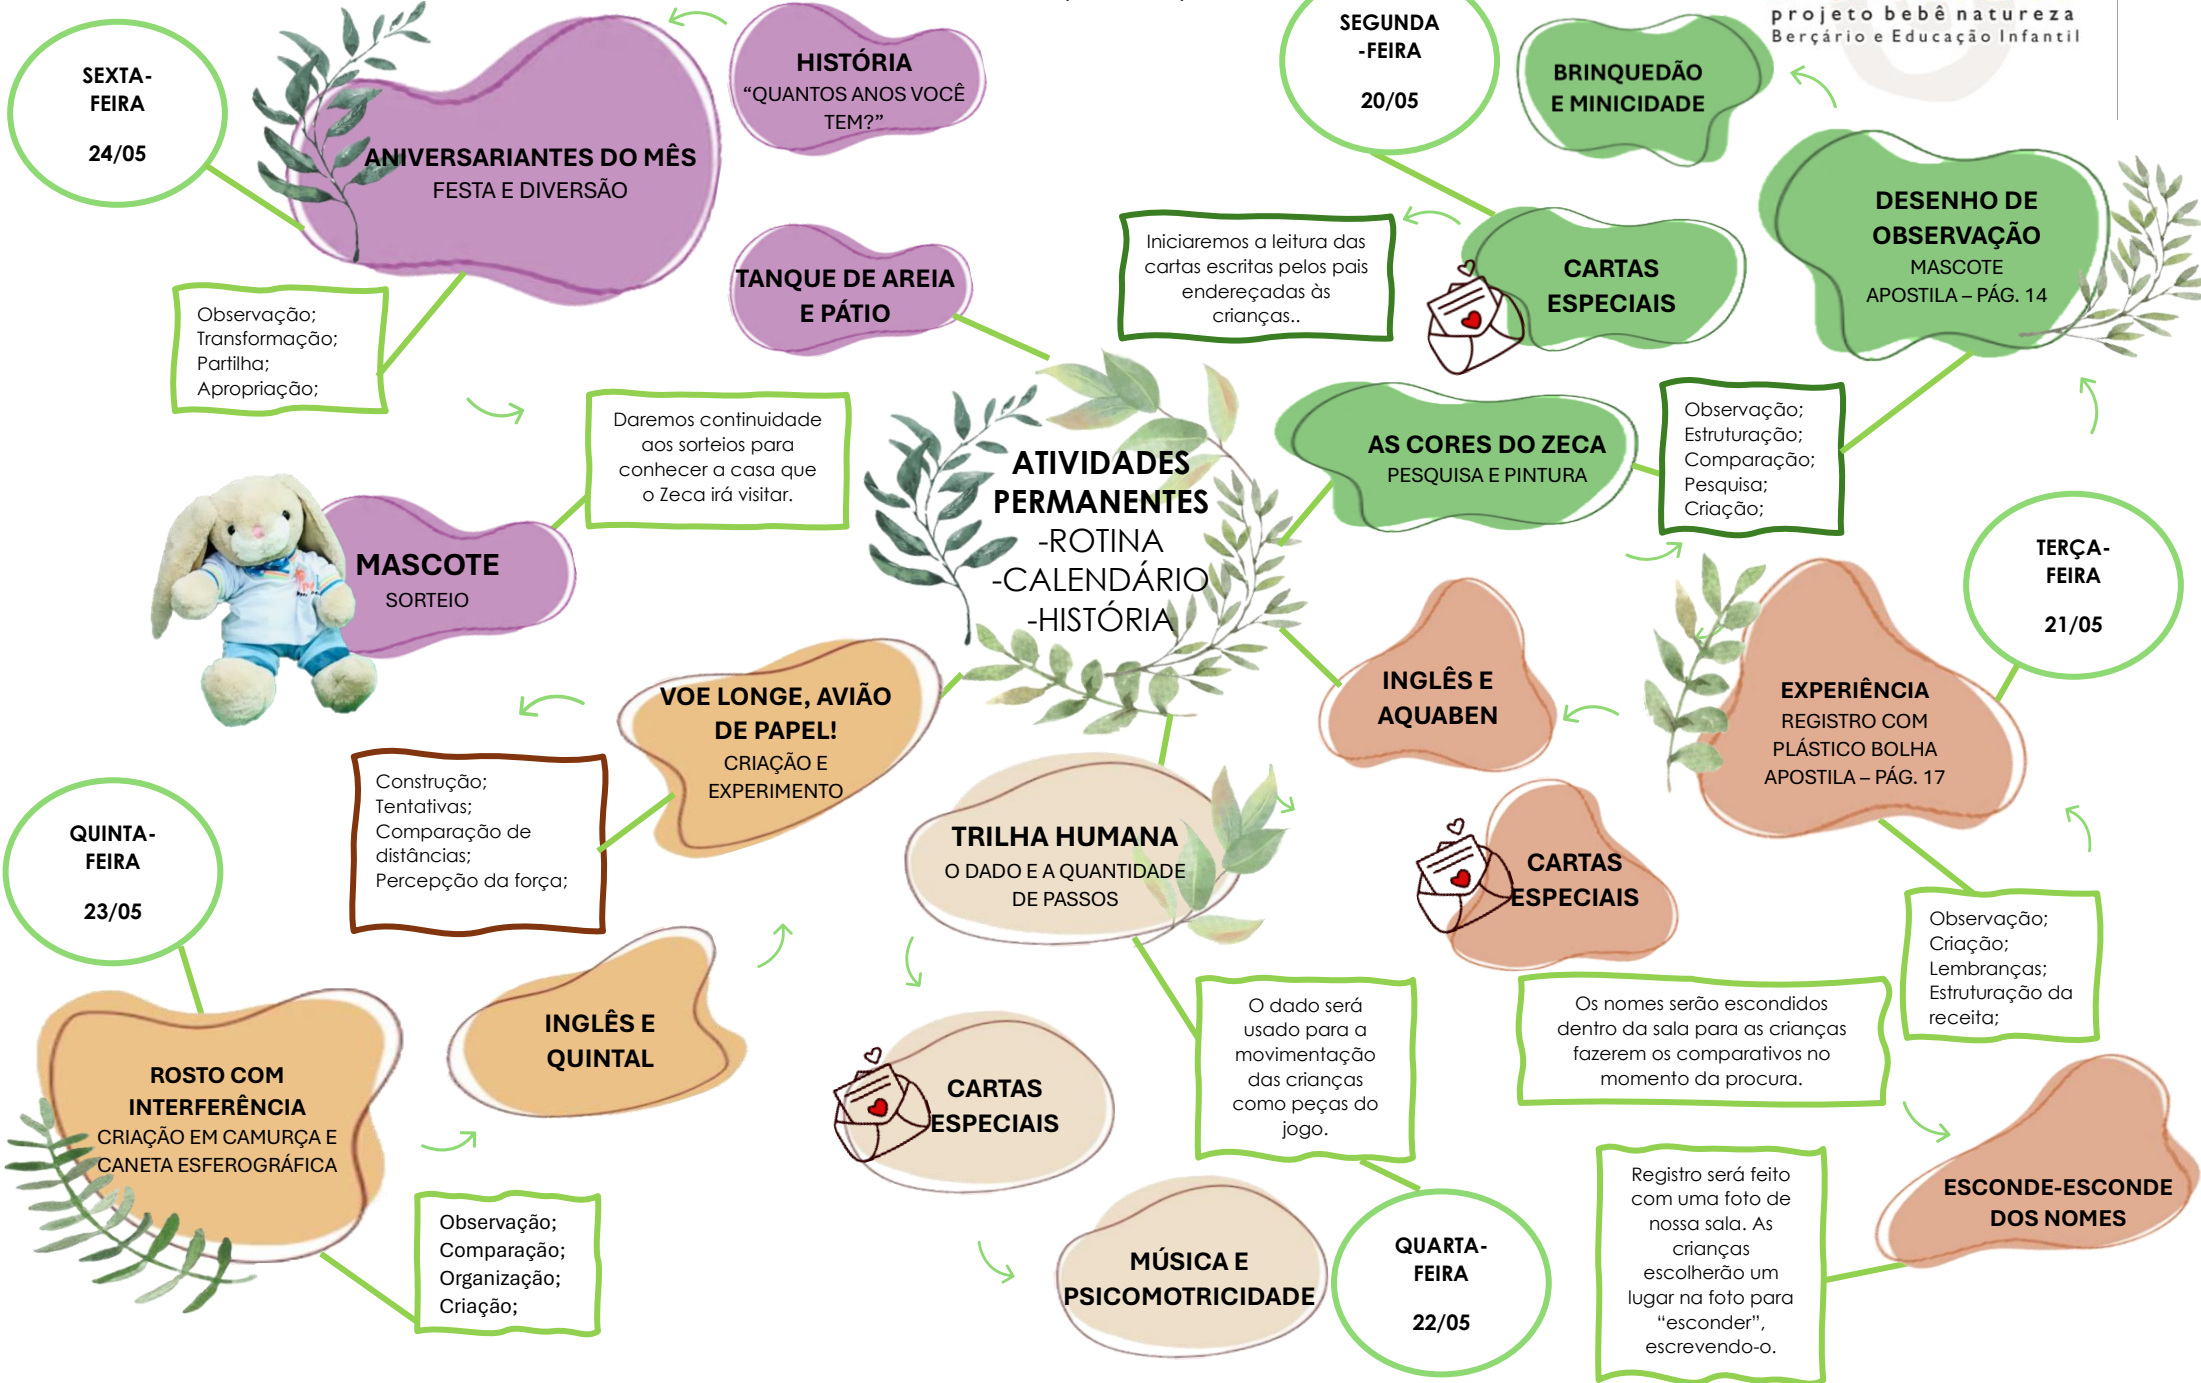 projeto bebê natureza
Berçário e Educação Infantil
SEGUNDA
-FEIRA
20/05
CARTAS
ESPECIAIS
Iniciaremos a leitura das
cartas escritas pelos pais
endereçadas às
crianças..
AS CORES DO ZECA
PESQUISA E PINTURA
Observação;
Estruturação;
Comparação;
Pesquisa;
Criação;
DESENHO DE
OBSERVAÇÃO
MASCOTE
APOSTILA – PÁG. 14
BRINQUEDÃO
E MINICIDADE
TERÇA-
FEIRA
21/05
EXPERIÊNCIA
REGISTRO COM
PLÁSTICO BOLHA
APOSTILA – PÁG. 17
Observação;
Criação;
Lembranças;
Estruturação da
receita;
INGLÊS E
AQUABEN
CARTAS
ESPECIAIS
Os nomes serão escondidos
dentro da sala para as crianças
fazerem os comparativos no
momento da procura.
ESCONDE-ESCONDE
DOS NOMES
Registro será feito
com uma foto de
nossa sala. As
crianças
escolherão um
lugar na foto para
“esconder”,
escrevendo-o.
QUARTA-
FEIRA
22/05
O dado será
usado para a
movimentação
das crianças
como peças do
jogo.
TRILHA HUMANA
O DADO E A QUANTIDADE
DE PASSOS
CARTAS
ESPECIAIS
MÚSICA E
PSICOMOTRICIDADE
QUINTA-
FEIRA
23/05
ROSTO COM
INTERFERÊNCIA
CRIAÇÃO EM CAMURÇA E
CANETA ESFEROGRÁFICA
Observação;
Comparação;
Organização;
Criação;
INGLÊS E
QUINTAL
VOE LONGE, AVIÃO
DE PAPEL!
CRIAÇÃO E
EXPERIMENTO
Construção;
Tentativas;
Comparação de
distâncias;
Percepção da força;
SEXTA-
FEIRA
24/05
ANIVERSARIANTES DO MÊS
FESTA E DIVERSÃO
Observação;
Transformação;
Partilha;
Apropriação;
HISTÓRIA
“QUANTOS ANOS VOCÊ
TEM?”
TANQUE DE AREIA
E PÁTIO
Daremos continuidade
aos sorteios para
conhecer a casa que
o Zeca irá visitar.
MASCOTE
SORTEIO
ATIVIDADES
PERMANENTES
-ROTINA
-CALENDÁRIO
-HISTÓRIA